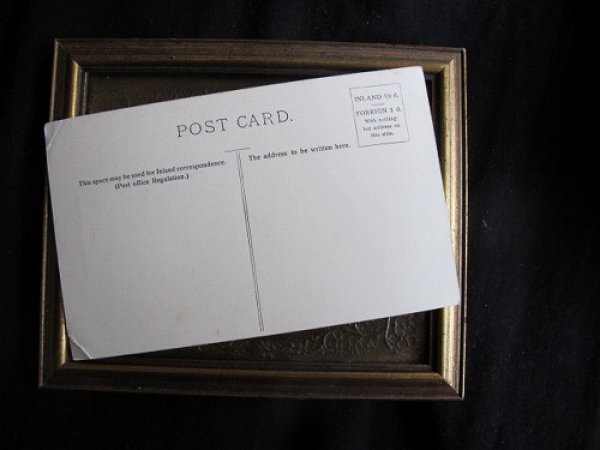 POST CARD.
INLAND ½ d.
FOREIGN 1 d.
With nothing
but address on
this side.
This space may be used for Inland correspondence.
(Post office Regulation.)
The address to be written here.